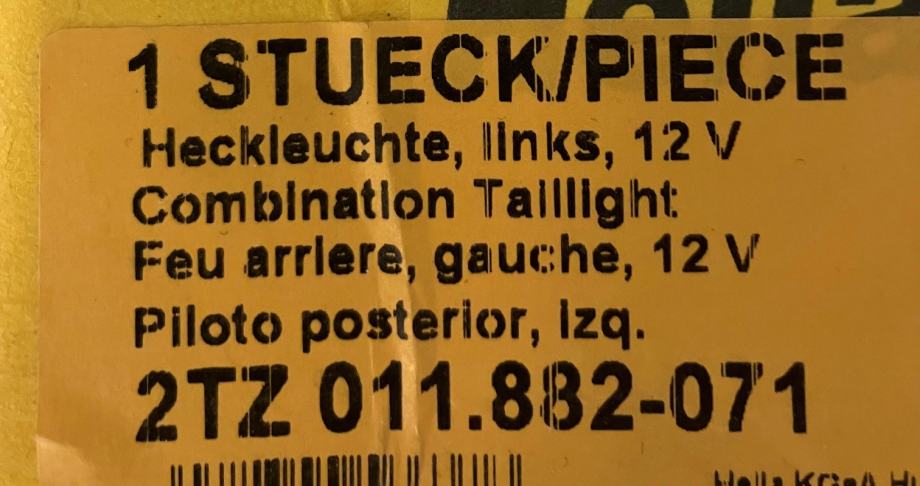 1 STUECK/PIECE
Heckleuchte, links, 12 V
Combination Taillight
Feu arriere, gauche, 12 V
Piloto posterior, izq.
2TZ 011.882-071